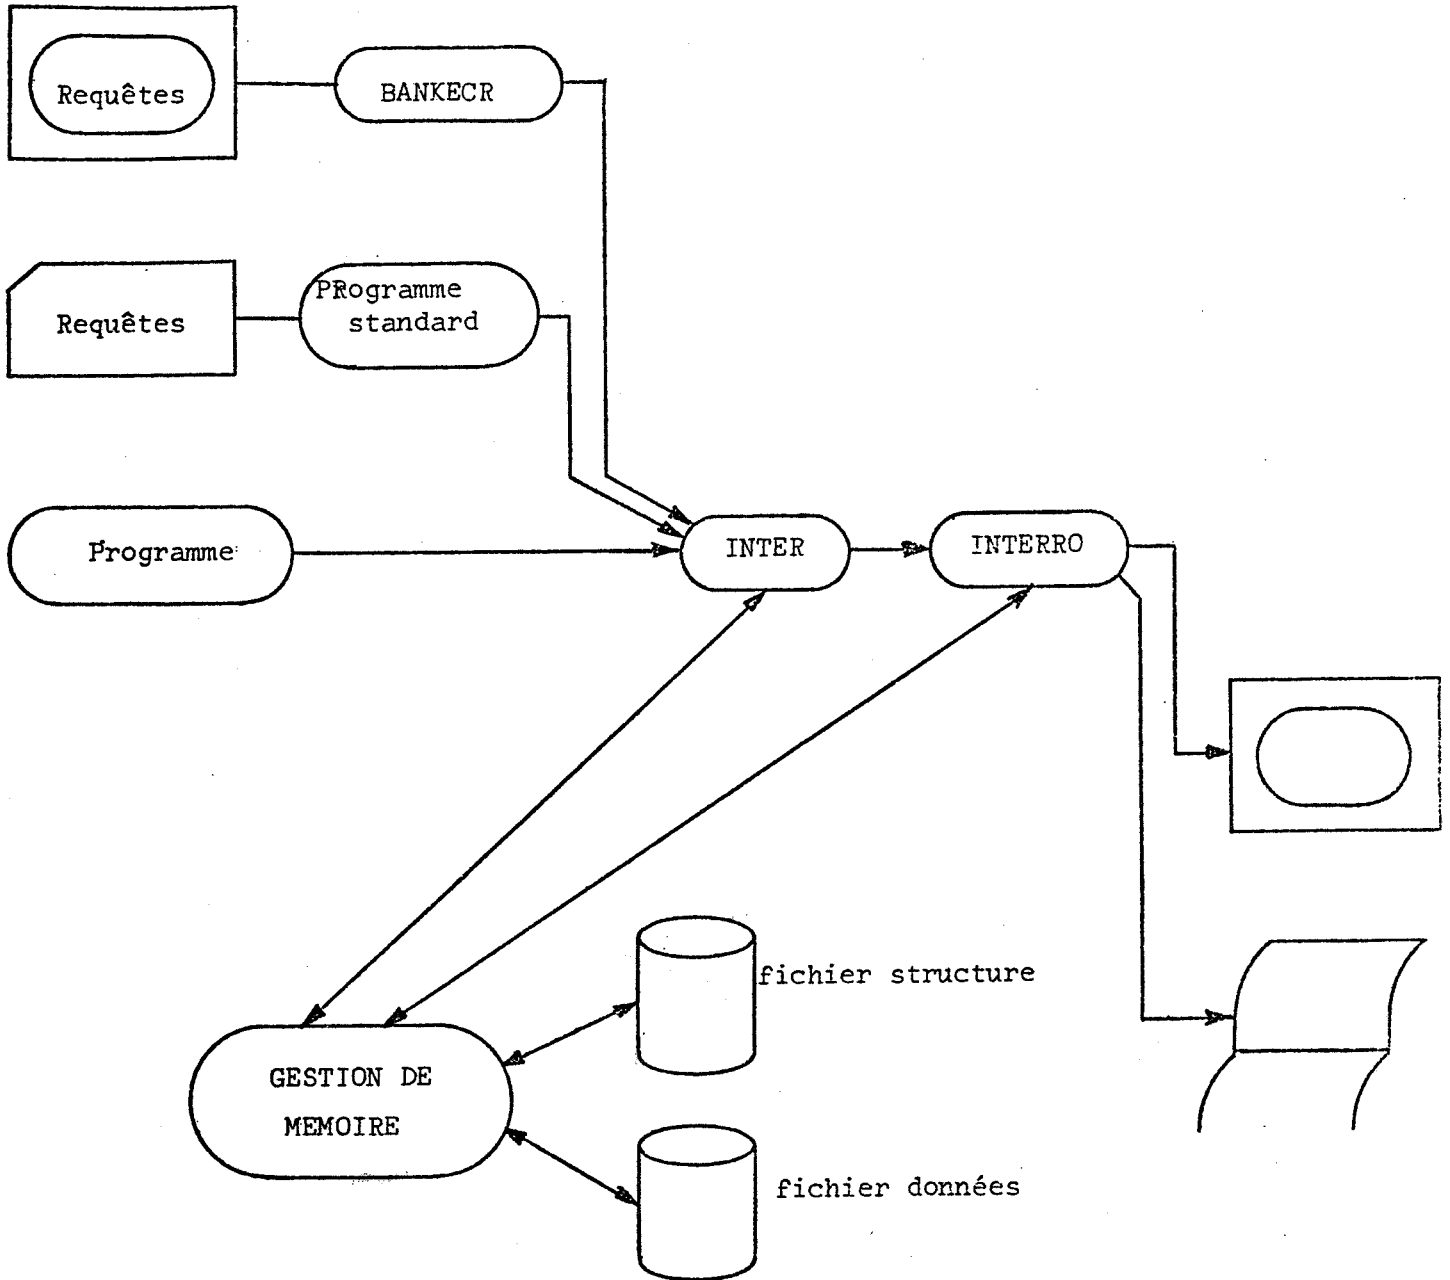 Requêtes
BANKECR
Requêtes
PRogramme
standard
Programme
INTER
INTERRO
fichier structure
GESTION DE
MEMOIRE
fichier données